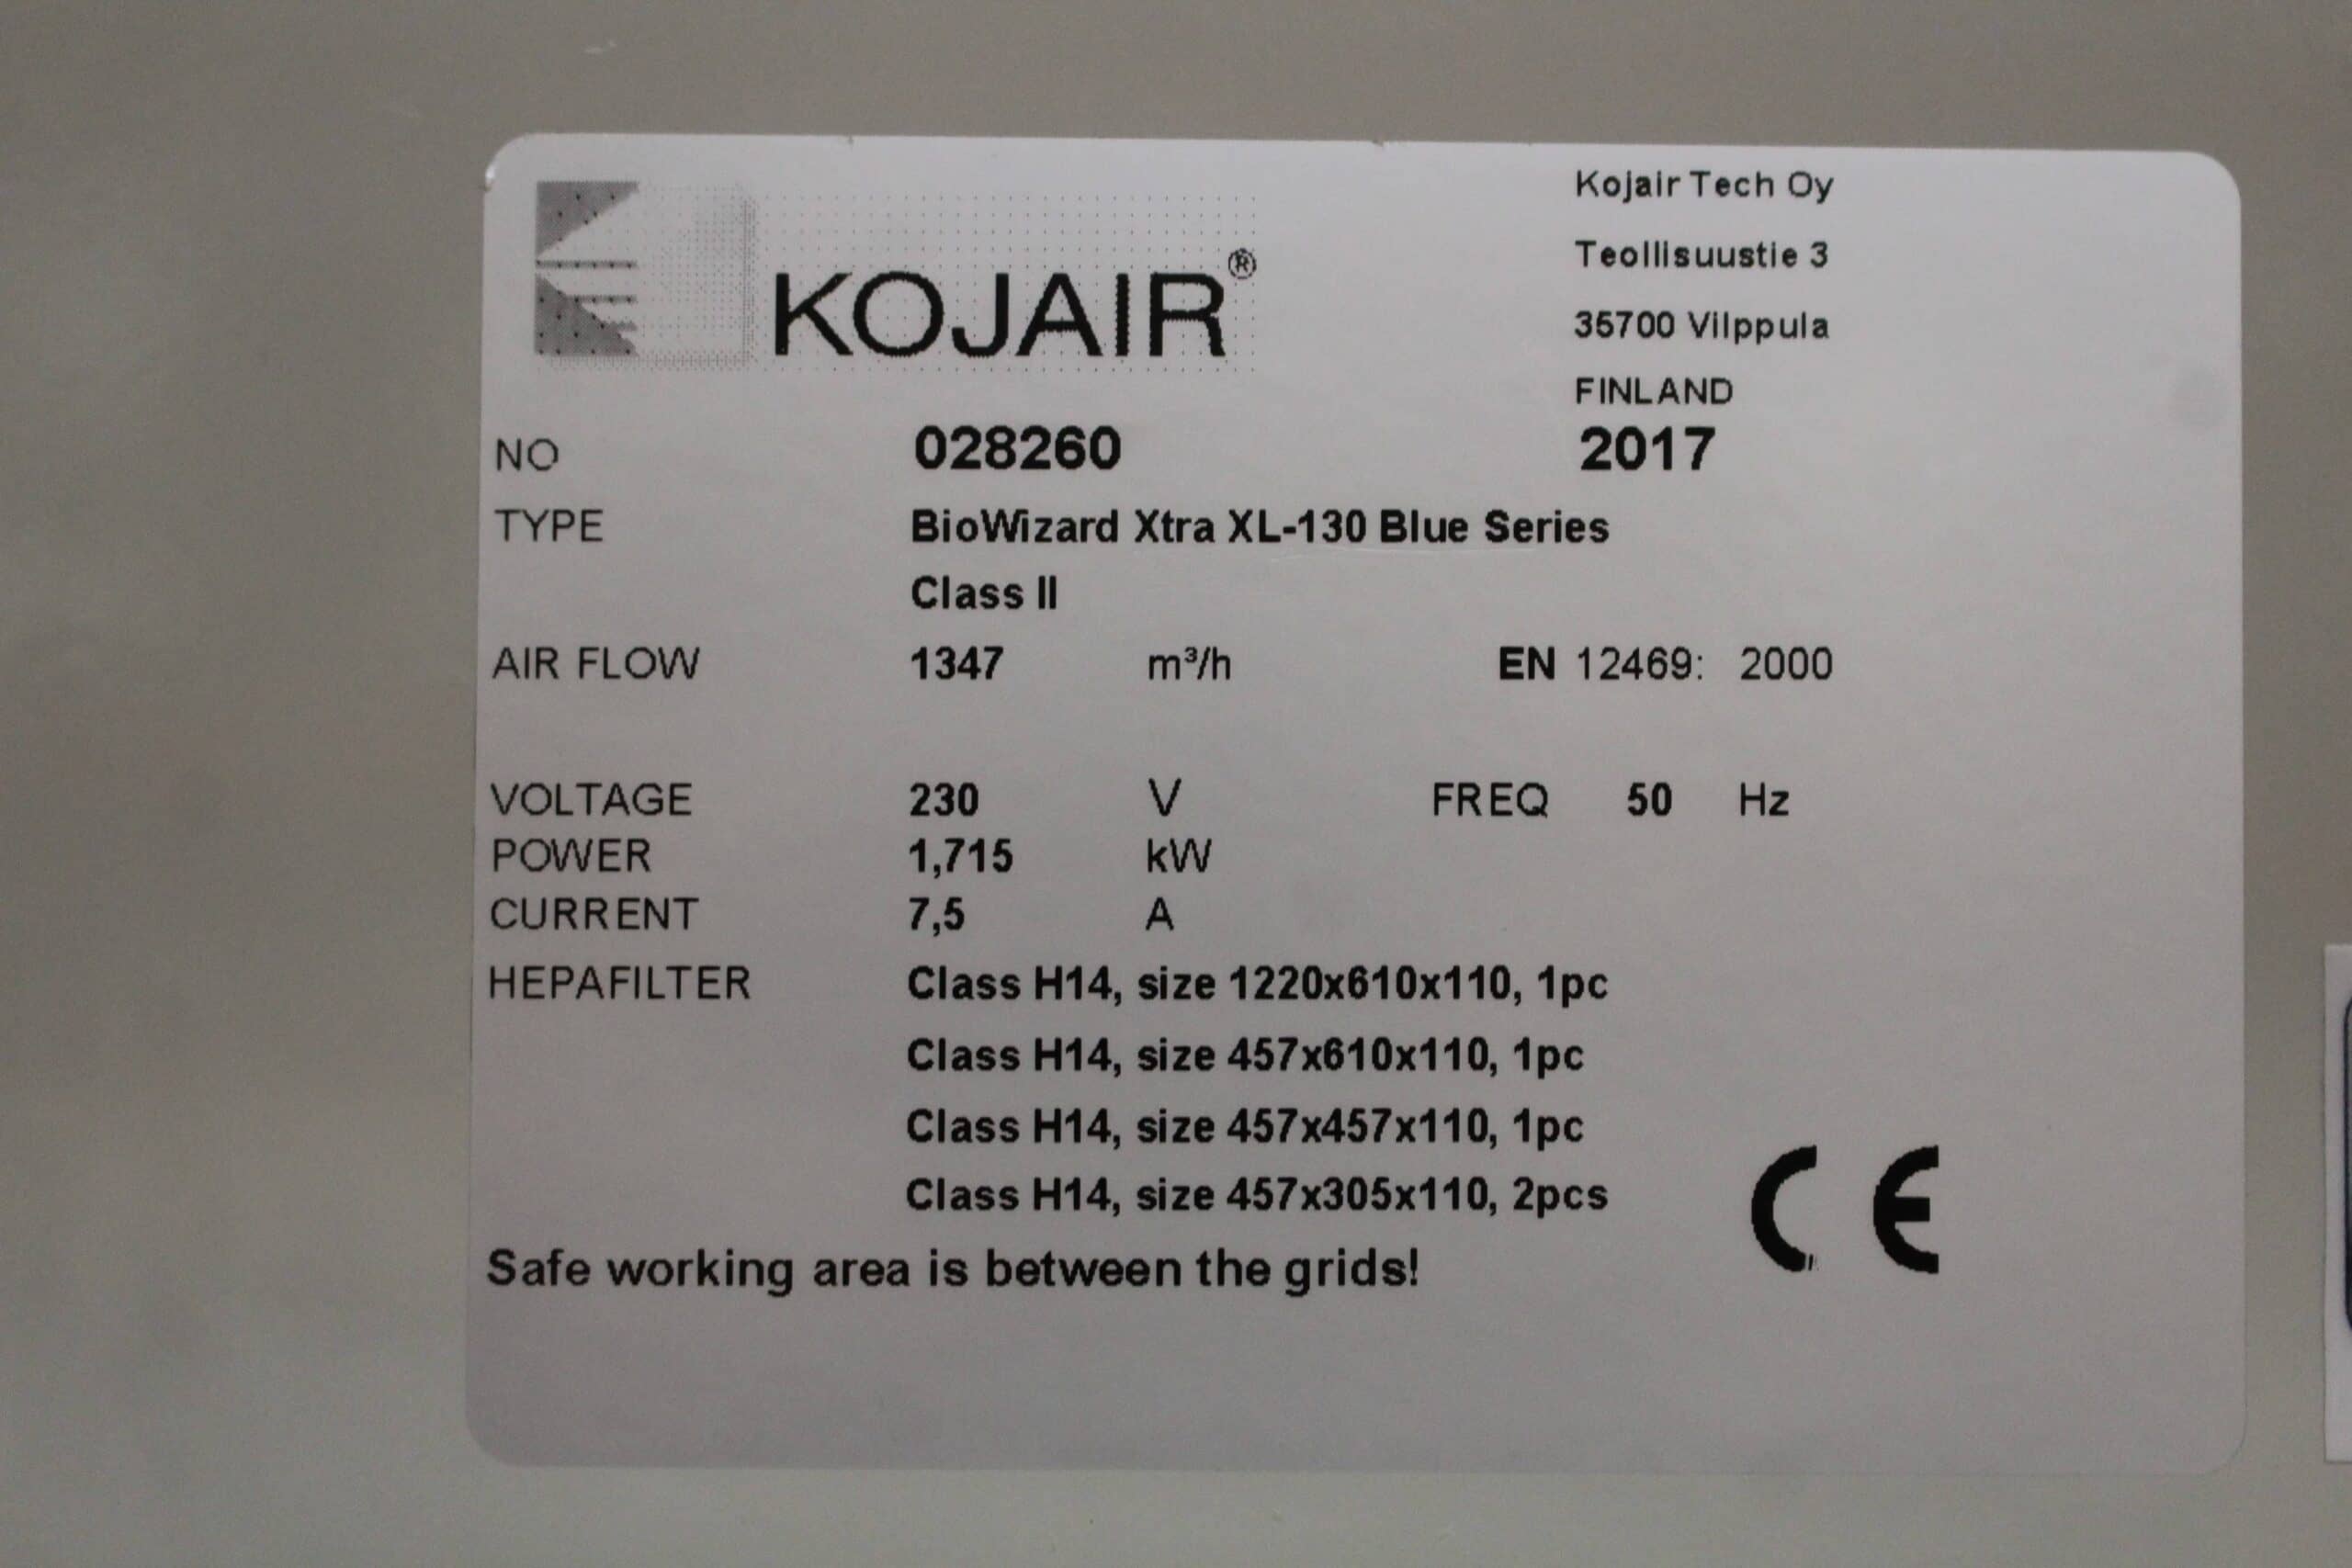 KOJAIR®
Kojair Tech Oy
Teollisuustie 3
35700 Vilppula
FINLAND
NO 028260 2017
TYPE BioWizard Xtra XL-130 Blue Series
Class II
AIR FLOW 1347 m³/h EN 12469: 2000
VOLTAGE 230 V FREQ 50 Hz
POWER 1,715 kW
CURRENT 7,5 A
HEPAFILTER Class H14, size 1220x610x110, 1pc
Class H14, size 457x610x110, 1pc
Class H14, size 457x457x110, 1pc
Class H14, size 457x305x110, 2pcs
CE
Safe working area is between the grids!